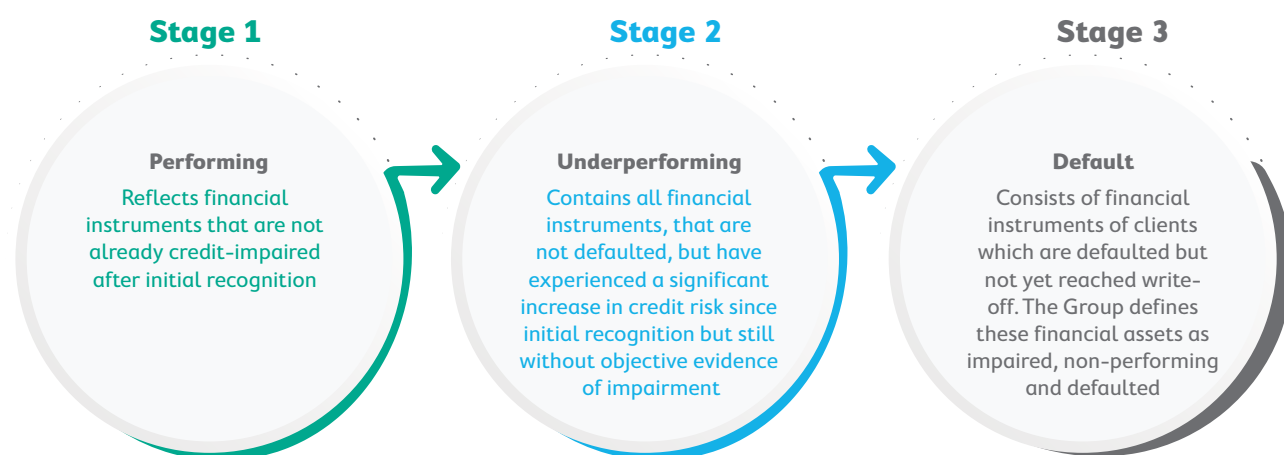 Stage 1
Performing
Reflects financial
instruments that are not
already credit-impaired
after initial recognition
Stage 2
Underperforming
Contains all financial
instruments, that are
not defaulted, but have
experienced a significant
increase in credit risk since
initial recognition but still
without objective evidence
of impairment
Stage 3
Default
Consists of financial
instruments of clients
which are defaulted but
not yet reached write-
off. The Group defines
these financial assets as
impaired, non-performing
and defaulted